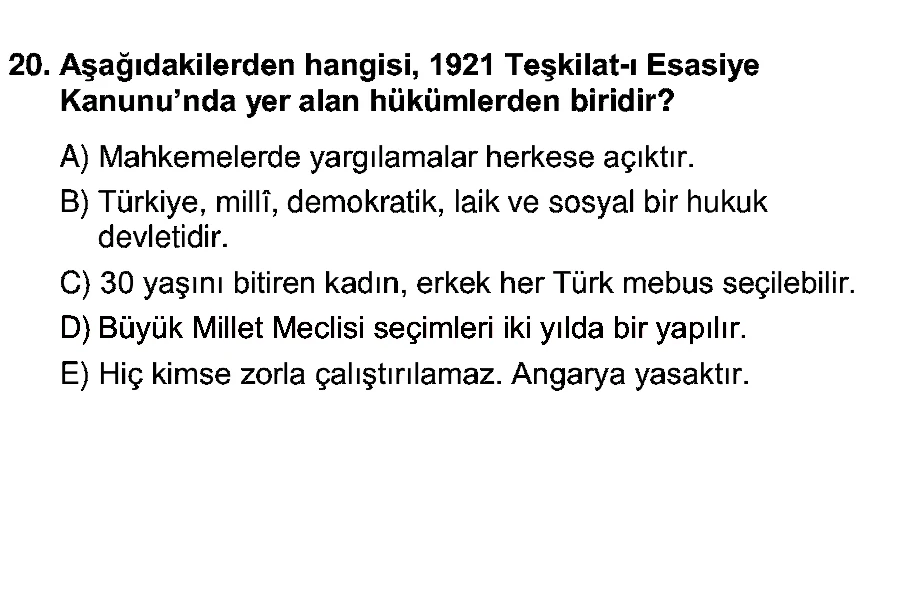 20. Aşağıdakilerden hangisi, 1921 Teşkilat-ı Esasiye
Kanunu’nda yer alan hükümlerden biridir?
A) Mahkemelerde yargılamalar herkese açıktır.
B) Türkiye, millî, demokratik, laik ve sosyal bir hukuk
devletidir.
C) 30 yaşını bitiren kadın, erkek her Türk mebus seçilebilir.
D) Büyük Millet Meclisi seçimleri iki yılda bir yapılır.
E) Hiç kimse zorla çalıştırılamaz. Angarya yasaktır.